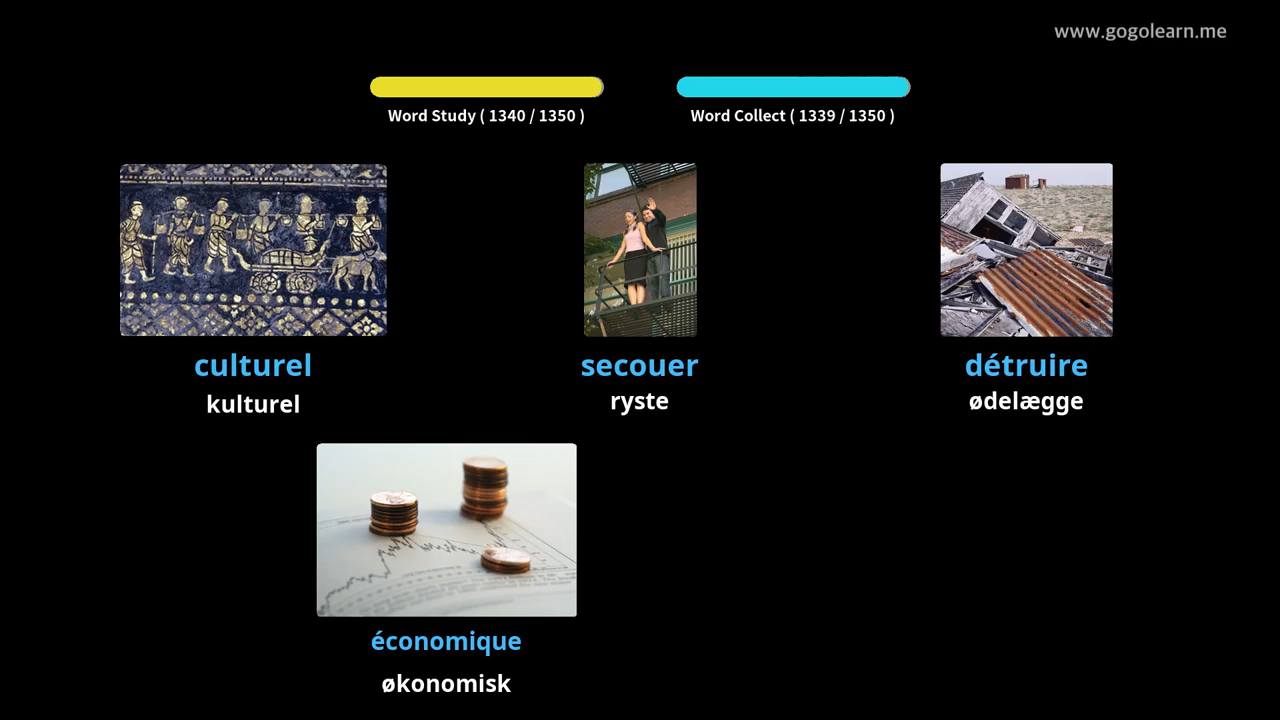 www.gogolearn.me
Word Study ( 1340 / 1350 )
Word Collect ( 1339 / 1350 )
culturel
kulturel
secouer
ryste
détruire
ødelægge
économique
økonomisk